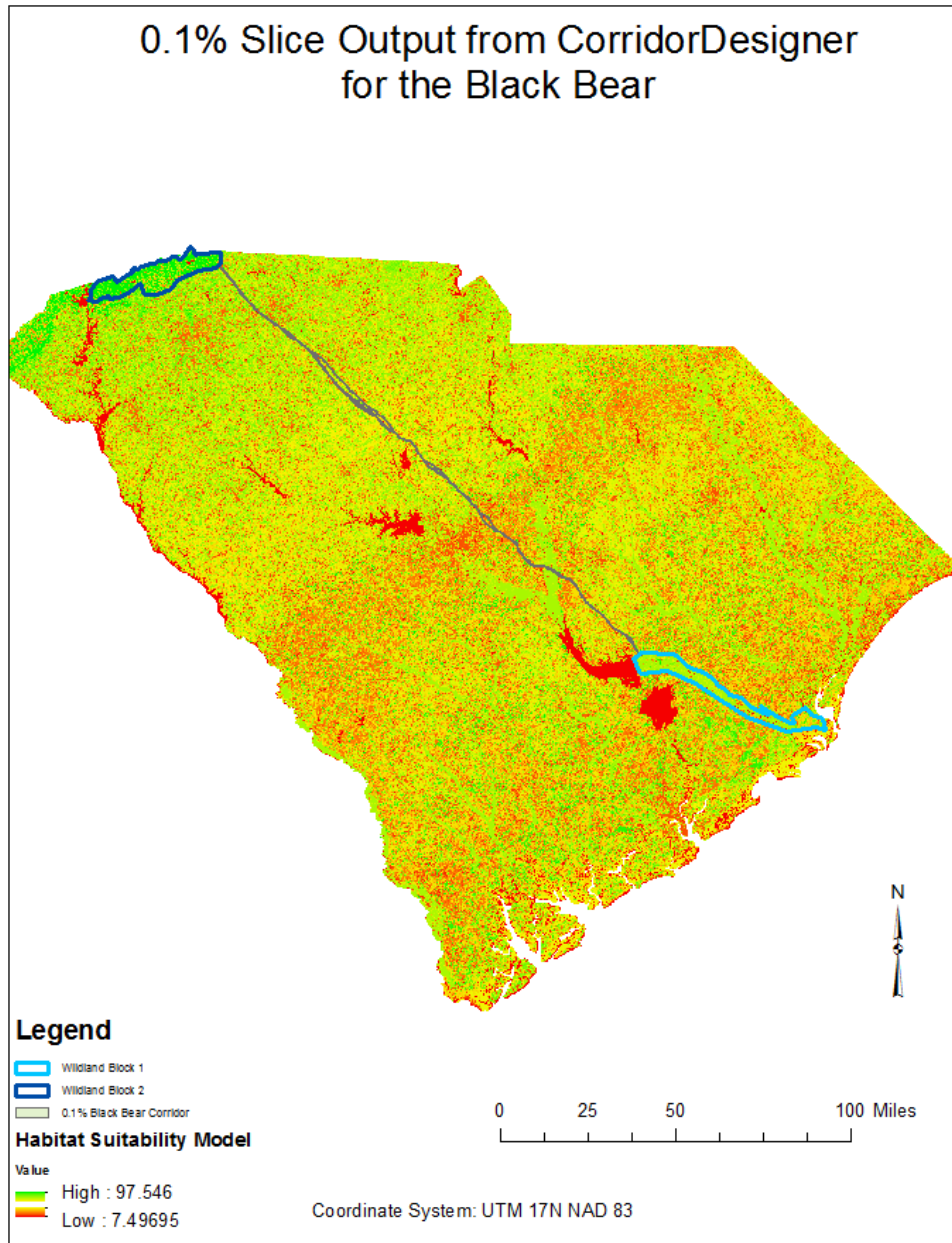 0.1% Slice Output from CorridorDesigner
for the Black Bear
N
Legend
Wildland Block 1
Wildland Block 2
0.1% Black Bear Corridor
Habitat Suitability Model
Value
High : 97.546
Low : 7.49695
0 25 50 100 Miles
Coordinate System: UTM 17N NAD 83